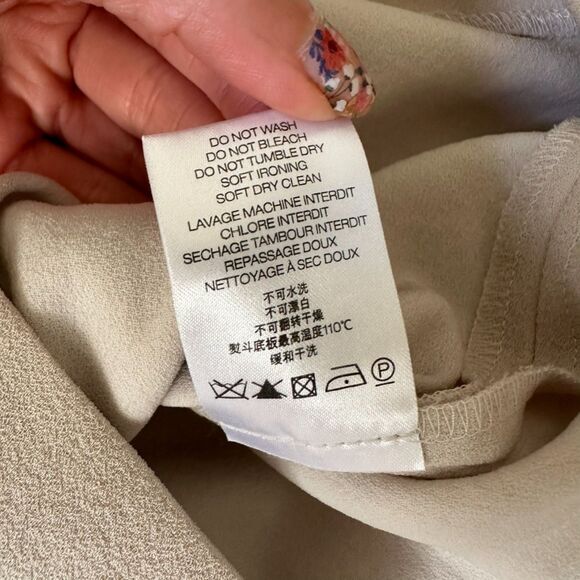 DO NOT WASH
DO NOT BLEACH
DO NOT TUMBLE DRY
SOFT IRONING
SOFT DRY CLEAN
LAVAGE MACHINE INTERDIT
CHLORE INTERDIT
SECHAGE TAMBOUR INTERDIT
REPASSAGE DOUX
NETTOYAGE À SEC DOUX
不可水洗
不可漂白
不可翻转干燥
熨斗底板最高温度110℃
缓和干洗
P